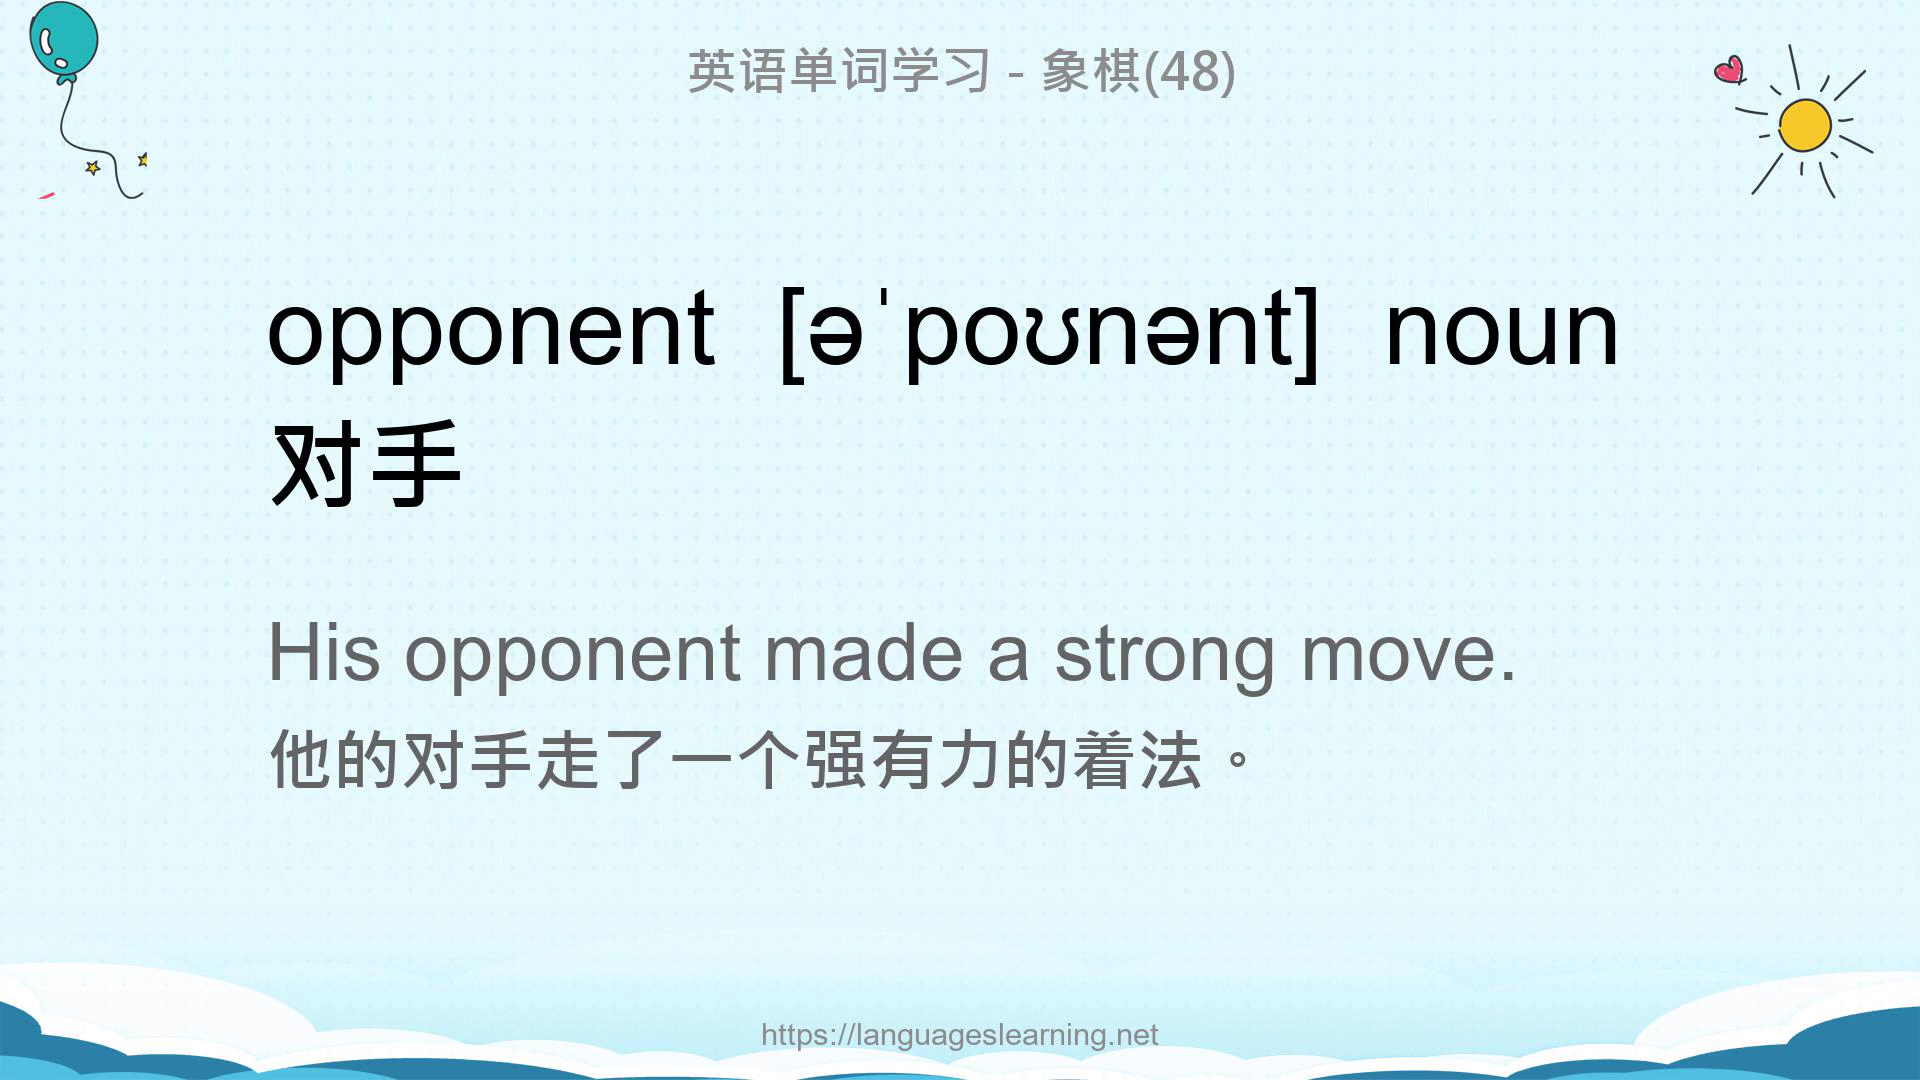 英语单词学习 - 象棋(48)
opponent [əˈpoʊnənt] noun
对手
His opponent made a strong move.
他的对手走了一个强有力的着法。
https://languageslearning.net